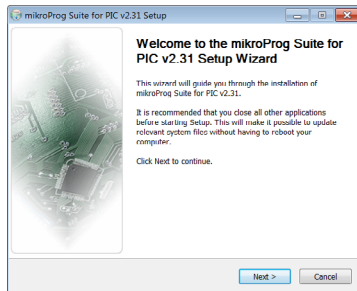 mikroProg Suite for PIC v2.31 Setup
Welcome to the mikroProg Suite for
PIC v2.31 Setup Wizard
This wizard will guide you through the installation of
mikroProg Suite for PIC v2.31.
It is recommended that you close all other applications
before starting Setup. This will make it possible to update
relevant system files without having to reboot your
computer.
Click Next to continue.
Next >
Cancel